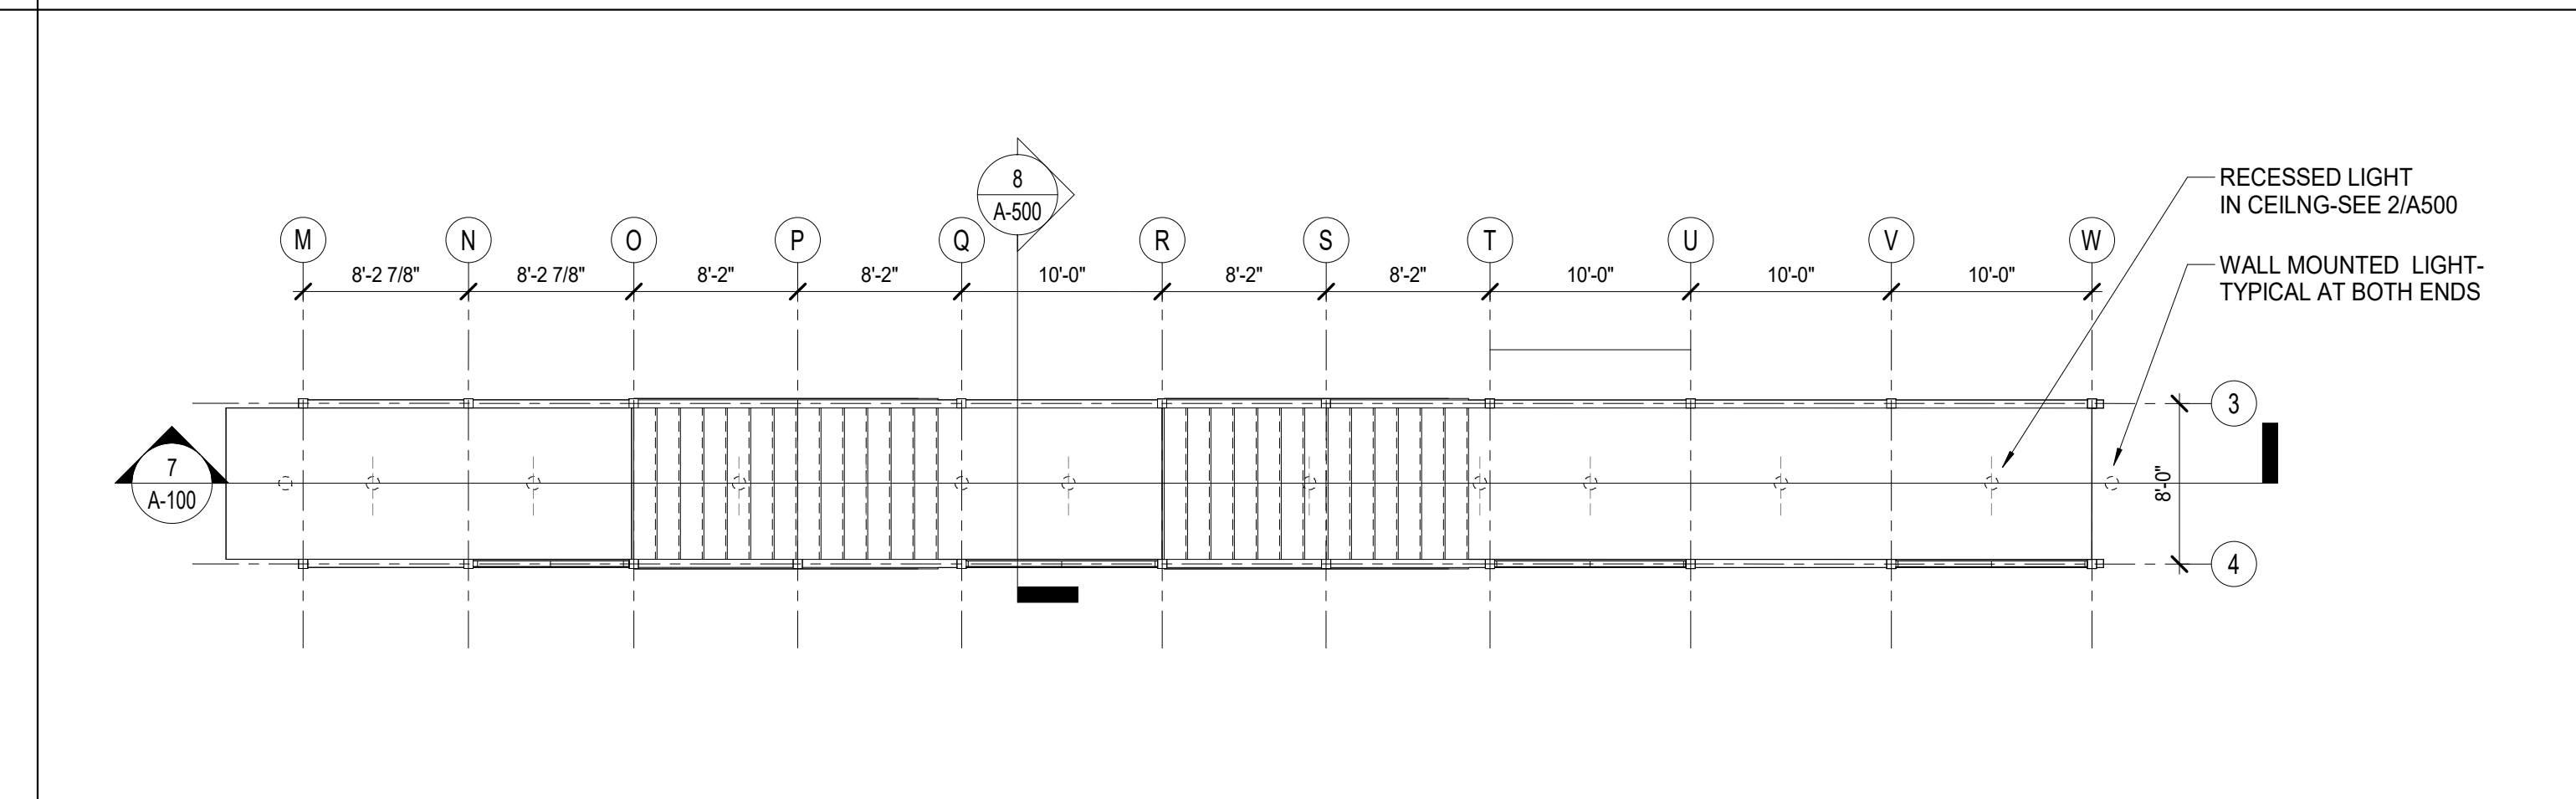 8
A-500
RECESSED LIGHT
IN CEILNG-SEE 2/A500
M N O P Q R S T U V W
8'-2 7/8" 8'-2 7/8" 8'-2" 8'-2" 10'-0" 8'-2" 8'-2" 10'-0" 10'-0" 10'-0"
WALL MOUNTED LIGHT-
TYPICAL AT BOTH ENDS
3
7
A-100
8'-0"
4